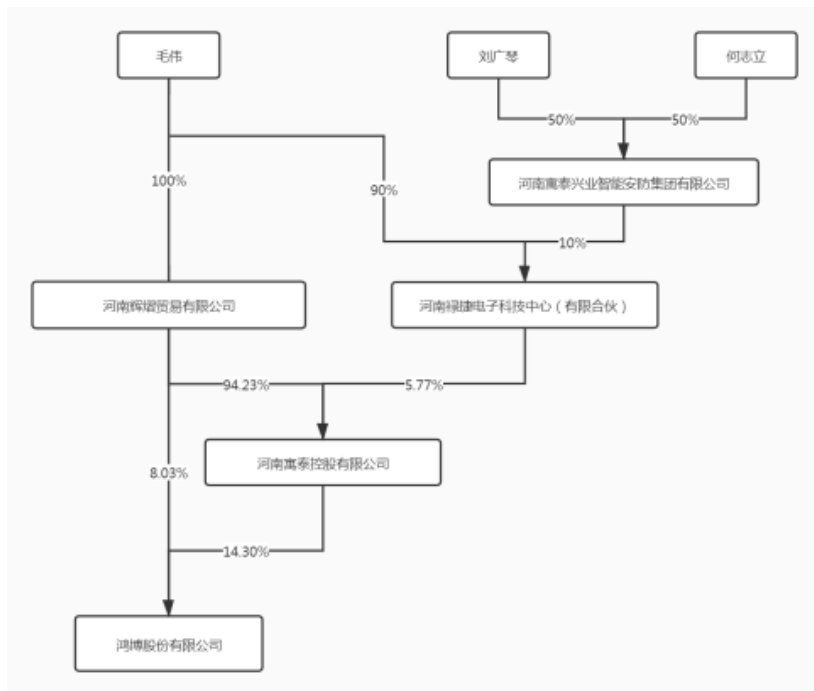 毛伟
刘广琴
何志立
50%
50%
河南寓泰兴业智能安防集团有限公司
100%
90%
10%
河南辉熠贸易有限公司
河南禄捷电子科技中心（有限合伙）
94.23%
5.77%
河南寓泰控股有限公司
8.03%
14.30%
鸿博股份有限公司